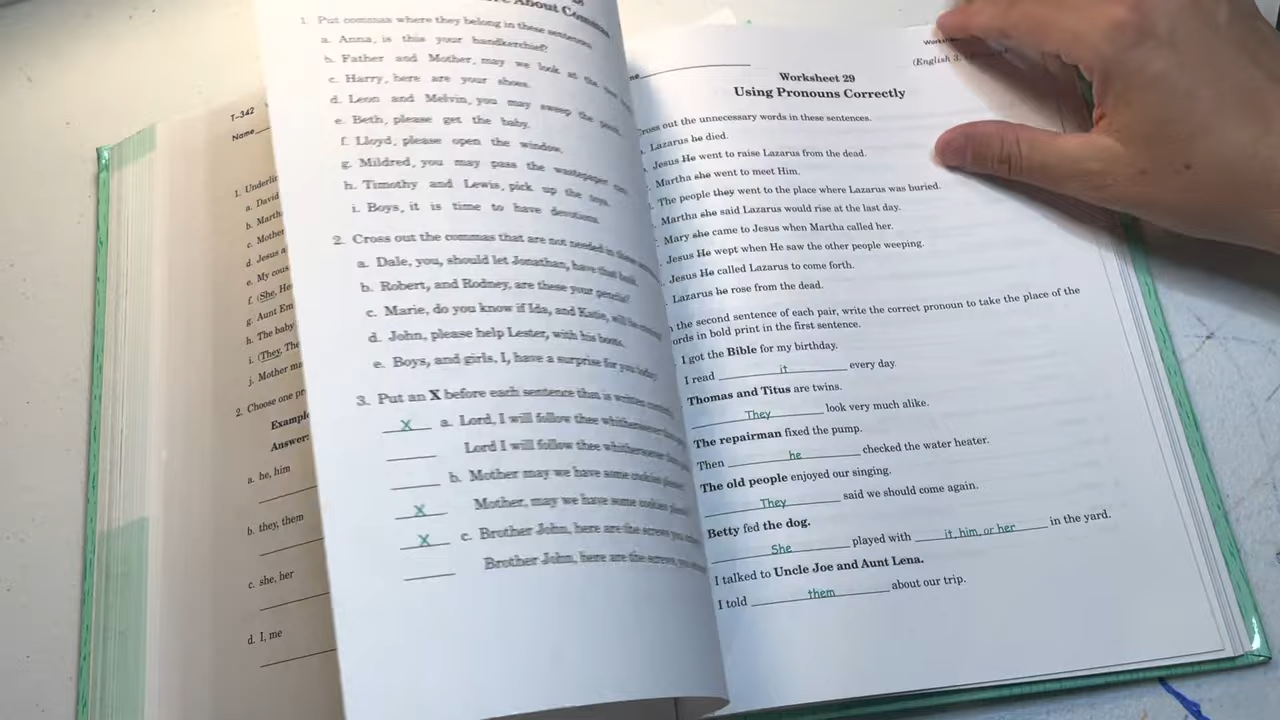 T-342
Name
1. Underlin
a. David
b. Marth
c. Mother
d. Jesus a
e. My cous
f. (She, He
g. Aunt Em
h. The baby
i. (They, The
j. Mother ma
2. Choose one pr
Exampl
Answer:
a. he, him
b. they, them
c. she, her
d. I, me
About
1. Put commas where they belong in these sentences
a. Anna, is this your handkerchief?
b. Father and Mother, may we look at the
c. Harry, here are your shoes.
d. Leon and Melvin, you may sweep the porch.
e. Beth, please get the baby.
f. Lloyd, please open the window.
g. Mildred, you may pass the wastepaper
h. Timothy and Lewis, pick up the toys.
i. Boys, it is time to have devotions.
2. Cross out the commas that are not needed in these
a. Dale, you, should let Jonathan, have that book.
b. Robert, and Rodney, are these your pencils?
c. Marie, do you know if Ida, and Katie, will be
d. John, please help Lester, with his boots.
e. Boys, and girls, I, have a surprise for you today.
3. Put an X before each sentence that is written
X a. Lord, I will follow thee whithersoever
Lord I will follow thee whithersoever
b. Mother may we have some cookies
X Mother, may we have some cookies
X c. Brother John, here are the screws you
Brother John, here are the screws, you
(English 3,
Worksheet 29
Using Pronouns Correctly
ross out the unnecessary words in these sentences.
Lazarus he died.
Jesus He went to raise Lazarus from the dead.
Martha she went to meet Him.
The people they went to the place where Lazarus was buried.
Martha she said Lazarus would rise at the last day.
Mary she came to Jesus when Martha called her.
Jesus He wept when He saw the other people weeping.
Jesus He called Lazarus to come forth.
Lazarus he rose from the dead.
the second sentence of each pair, write the correct pronoun to take the place of the
ords in bold print in the first sentence.
I got the Bible for my birthday.
I read it every day.
Thomas and Titus are twins.
They look very much alike.
The repairman fixed the pump.
Then he checked the water heater.
The old people enjoyed our singing.
They said we should come again.
Betty fed the dog.
She played with it, him, or her in the yard.
I talked to Uncle Joe and Aunt Lena.
I told them about our trip.